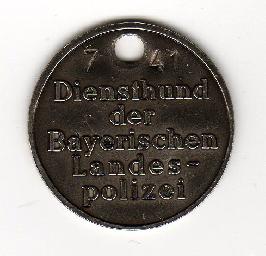 7 41
Diensthund
der
Bayerischen
Landes-
polizei